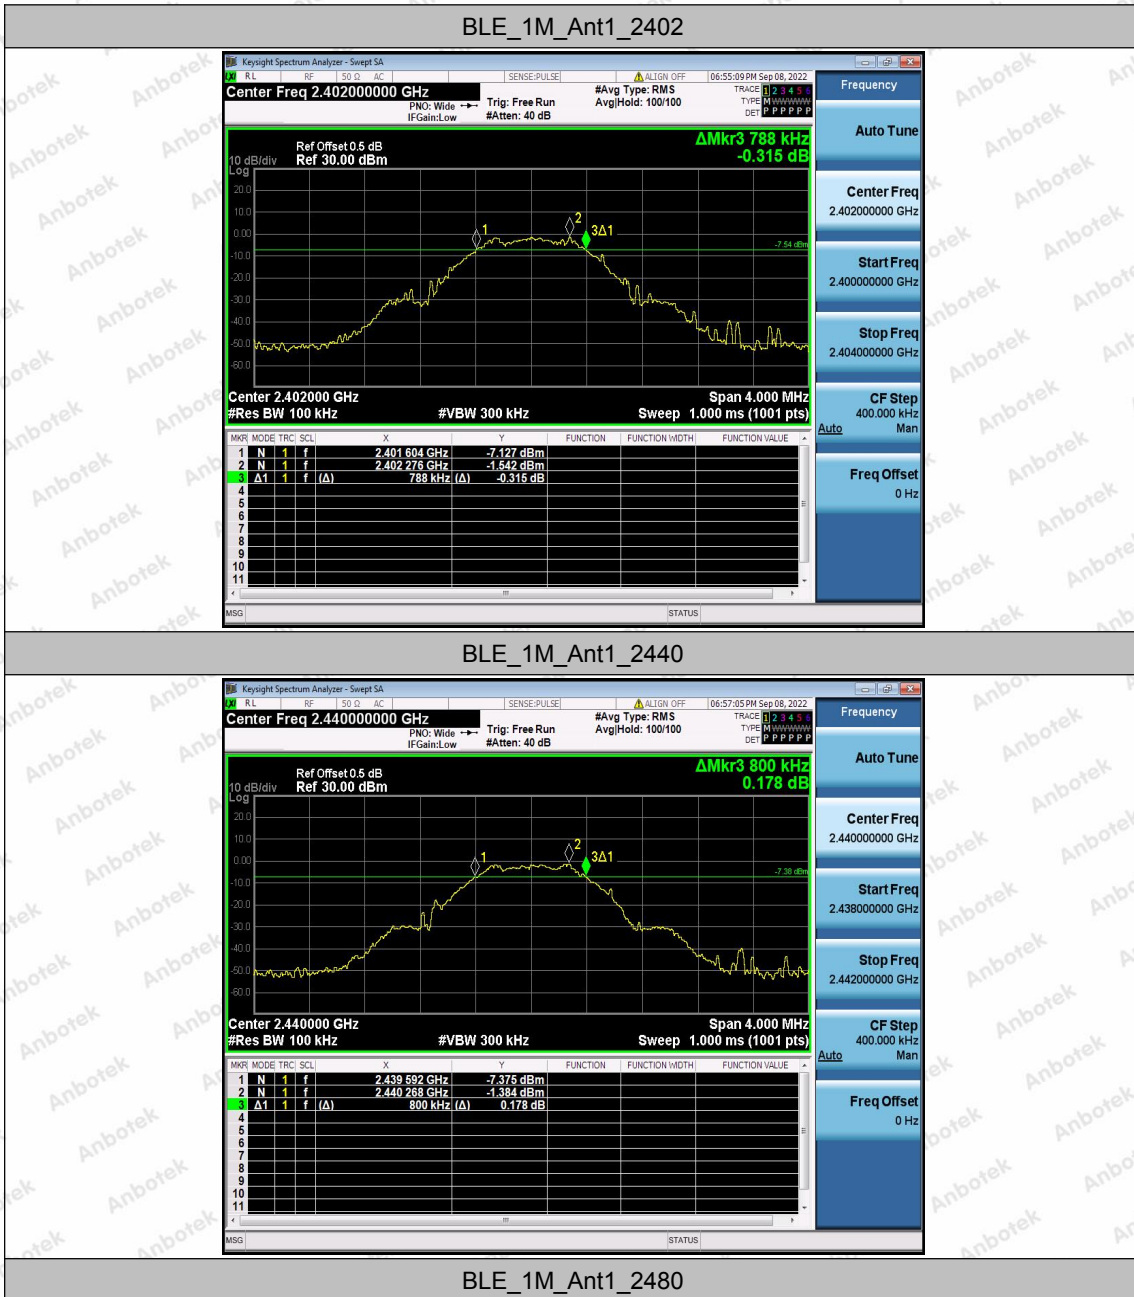 BLE_1M_Ant1_2402
Keysight Spectrum Analyzer - Swept SA
RL RF 50 Ω AC SENSE:PULSE ALIGN OFF 06:55:09 PM Sep 08, 2022
Center Freq 2.402000000 GHz
PNO: Wide
IFGain:Low
Trig: Free Run
#Atten: 40 dB
#Avg Type: RMS
Avg|Hold: 100/100
TRACE 1 2 3 4 5 6
TYPE M W W W W W
DET P P P P P P
ΔMkr3 788 kHz
-0.315 dB
Ref Offset 0.5 dB
10 dB/div Ref 30.00 dBm
Log
20.0
10.0
0.00
-10.0
-20.0
-30.0
-40.0
-50.0
-60.0
1
2
3Δ1
-7.54 dBm
Center 2.402000 GHz Span 4.000 MHz
#Res BW 100 kHz #VBW 300 kHz Sweep 1.000 ms (1001 pts)
MKR MODE TRC SCL X Y FUNCTION FUNCTION WIDTH FUNCTION VALUE
1 N 1 f 2.401 604 GHz -7.127 dBm
2 N 1 f 2.402 276 GHz -1.542 dBm
3 Δ1 1 f (Δ) 788 kHz (Δ) -0.315 dB
4
5
6
7
8
9
10
11
MSG STATUS
Frequency
Auto Tune
Center Freq
2.402000000 GHz
Start Freq
2.400000000 GHz
Stop Freq
2.404000000 GHz
CF Step
400.000 kHz
Auto Man
Freq Offset
0 Hz
BLE_1M_Ant1_2440
Keysight Spectrum Analyzer - Swept SA
RL RF 50 Ω AC SENSE:PULSE ALIGN OFF 06:57:05 PM Sep 08, 2022
Center Freq 2.440000000 GHz
PNO: Wide
IFGain:Low
Trig: Free Run
#Atten: 40 dB
#Avg Type: RMS
Avg|Hold: 100/100
TRACE 1 2 3 4 5 6
TYPE M W W W W W
DET P P P P P P
ΔMkr3 800 kHz
0.178 dB
Ref Offset 0.5 dB
10 dB/div Ref 30.00 dBm
Log
20.0
10.0
0.00
-10.0
-20.0
-30.0
-40.0
-50.0
-60.0
1
2
3Δ1
-7.38 dBm
Center 2.440000 GHz Span 4.000 MHz
#Res BW 100 kHz #VBW 300 kHz Sweep 1.000 ms (1001 pts)
MKR MODE TRC SCL X Y FUNCTION FUNCTION WIDTH FUNCTION VALUE
1 N 1 f 2.439 592 GHz -7.375 dBm
2 N 1 f 2.440 268 GHz -1.384 dBm
3 Δ1 1 f (Δ) 800 kHz (Δ) 0.178 dB
4
5
6
7
8
9
10
11
MSG STATUS
Frequency
Auto Tune
Center Freq
2.440000000 GHz
Start Freq
2.438000000 GHz
Stop Freq
2.442000000 GHz
CF Step
400.000 kHz
Auto Man
Freq Offset
0 Hz
BLE_1M_Ant1_2480
Anbotek